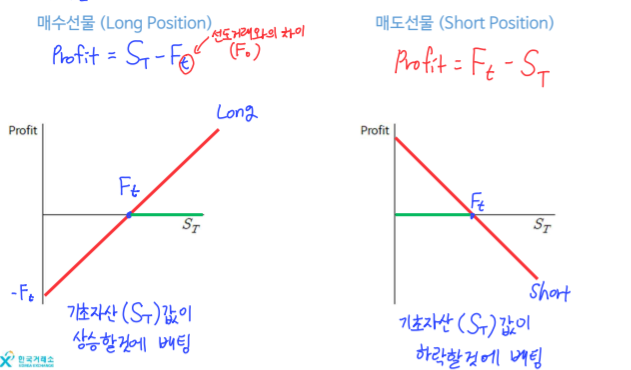 매수선물 (Long Position)
Profit = S_T - F_t
선도거래와의 차이
(F₀)
Profit
Long
F_t
S_T
-F_t
기초자산 (S_T) 값이
상승할것에 배팅
매도선물 (Short Position)
Profit = F_t - S_T
Profit
F_t
S_T
Short
기초자산 (S_T) 값이
하락할것에 배팅
한국거래소
KOREA EXCHANGE